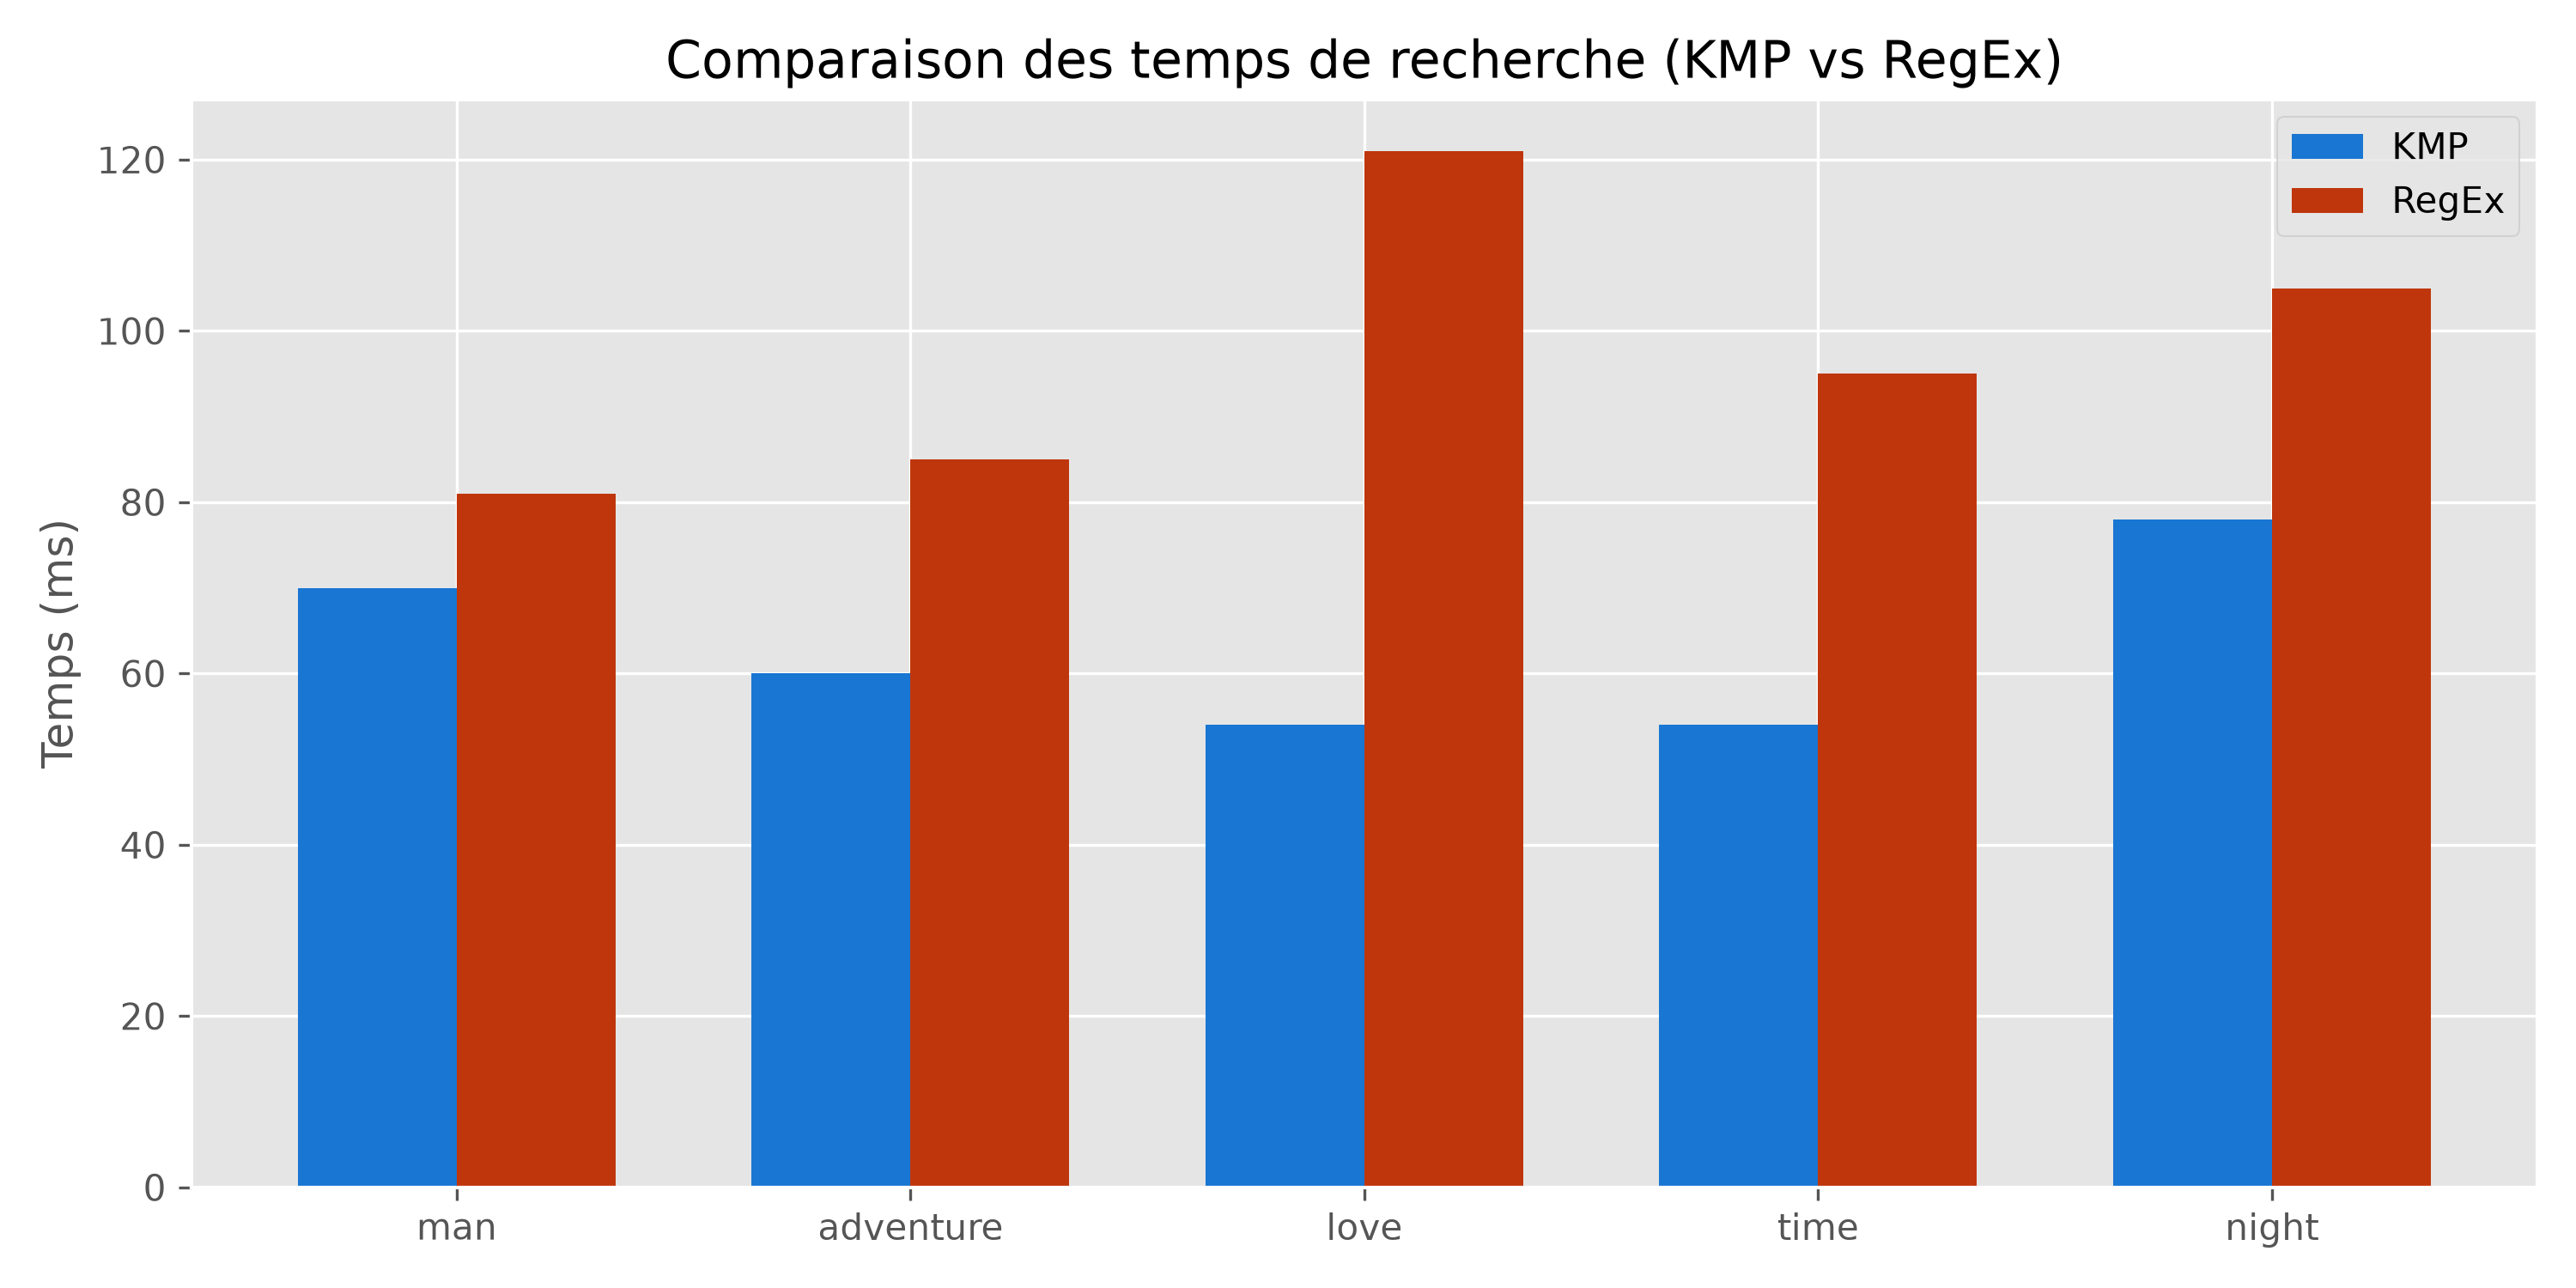 Comparaison des temps de recherche (KMP vs RegEx)
KMP
RegEx
Temps (ms)
120
100
80
60
40
20
0
man
adventure
love
time
night